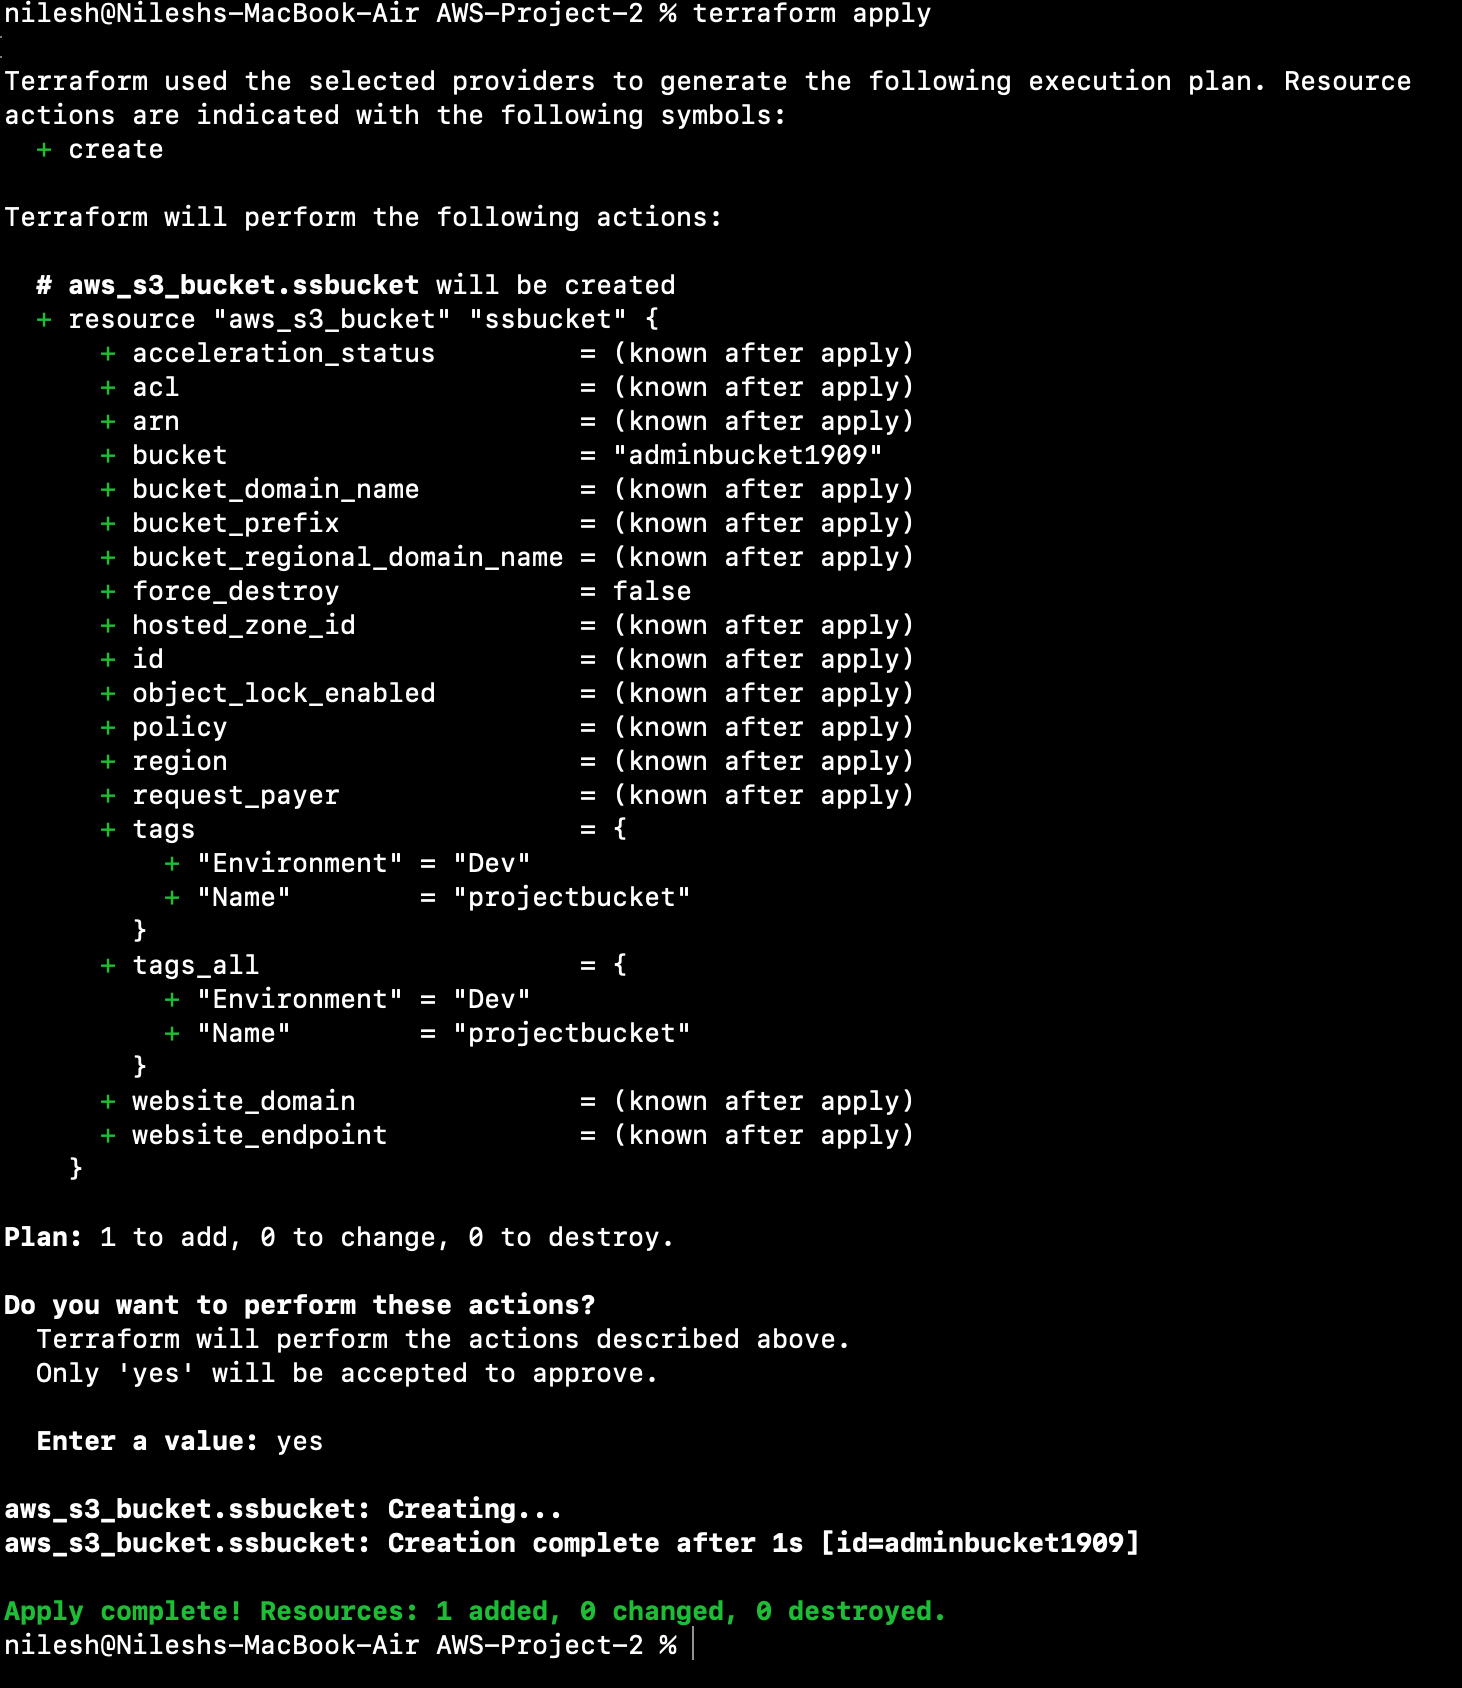 nilesh@Nileshs-MacBook-Air AWS-Project-2 % terraform apply
Terraform used the selected providers to generate the following execution plan. Resource
actions are indicated with the following symbols:
  + create
Terraform will perform the following actions:
  # aws_s3_bucket.ssbucket will be created
  + resource "aws_s3_bucket" "ssbucket" {
      + acceleration_status         = (known after apply)
      + acl                         = (known after apply)
      + arn                         = (known after apply)
      + bucket                      = "adminbucket1909"
      + bucket_domain_name          = (known after apply)
      + bucket_prefix               = (known after apply)
      + bucket_regional_domain_name = (known after apply)
      + force_destroy               = false
      + hosted_zone_id              = (known after apply)
      + id                          = (known after apply)
      + object_lock_enabled         = (known after apply)
      + policy                      = (known after apply)
      + region                      = (known after apply)
      + request_payer               = (known after apply)
      + tags                        = {
          + "Environment" = "Dev"
          + "Name"        = "projectbucket"
        }
      + tags_all                    = {
          + "Environment" = "Dev"
          + "Name"        = "projectbucket"
        }
      + website_domain              = (known after apply)
      + website_endpoint            = (known after apply)
    }
Plan: 1 to add, 0 to change, 0 to destroy.
Do you want to perform these actions?
  Terraform will perform the actions described above.
  Only 'yes' will be accepted to approve.
  Enter a value: yes
aws_s3_bucket.ssbucket: Creating...
aws_s3_bucket.ssbucket: Creation complete after 1s [id=adminbucket1909]
Apply complete! Resources: 1 added, 0 changed, 0 destroyed.
nilesh@Nileshs-MacBook-Air AWS-Project-2 %